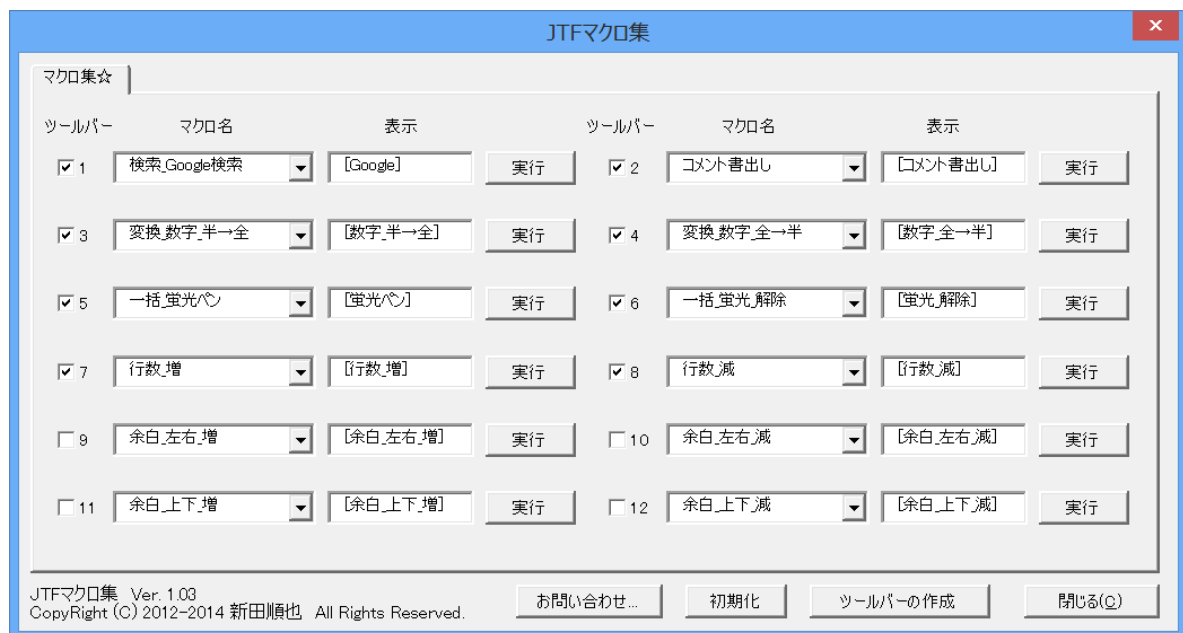 JTFマクロ集
マクロ集☆
ツールバー マクロ名 表示 ツールバー マクロ名 表示
1 検索_Google検索 [Google] 実行 2 コメント書出し [コメント書出し] 実行
3 変換_数字_半→全 [数字_半→全] 実行 4 変換_数字_全→半 [数字_全→半] 実行
5 一括_蛍光ペン [蛍光ペン] 実行 6 一括_蛍光_解除 [蛍光_解除] 実行
7 行数_増 [行数_増] 実行 8 行数_減 [行数_減] 実行
9 余白_左右_増 [余白_左右_増] 実行 10 余白_左右_減 [余白_左右_減] 実行
11 余白_上下_増 [余白_上下_増] 実行 12 余白_上下_減 [余白_上下_減] 実行
JTFマクロ集 Ver. 1.03
CopyRight (C) 2012-2014 新田順也 All Rights Reserved.
お問い合わせ... 初期化 ツールバーの作成 閉じる(C)